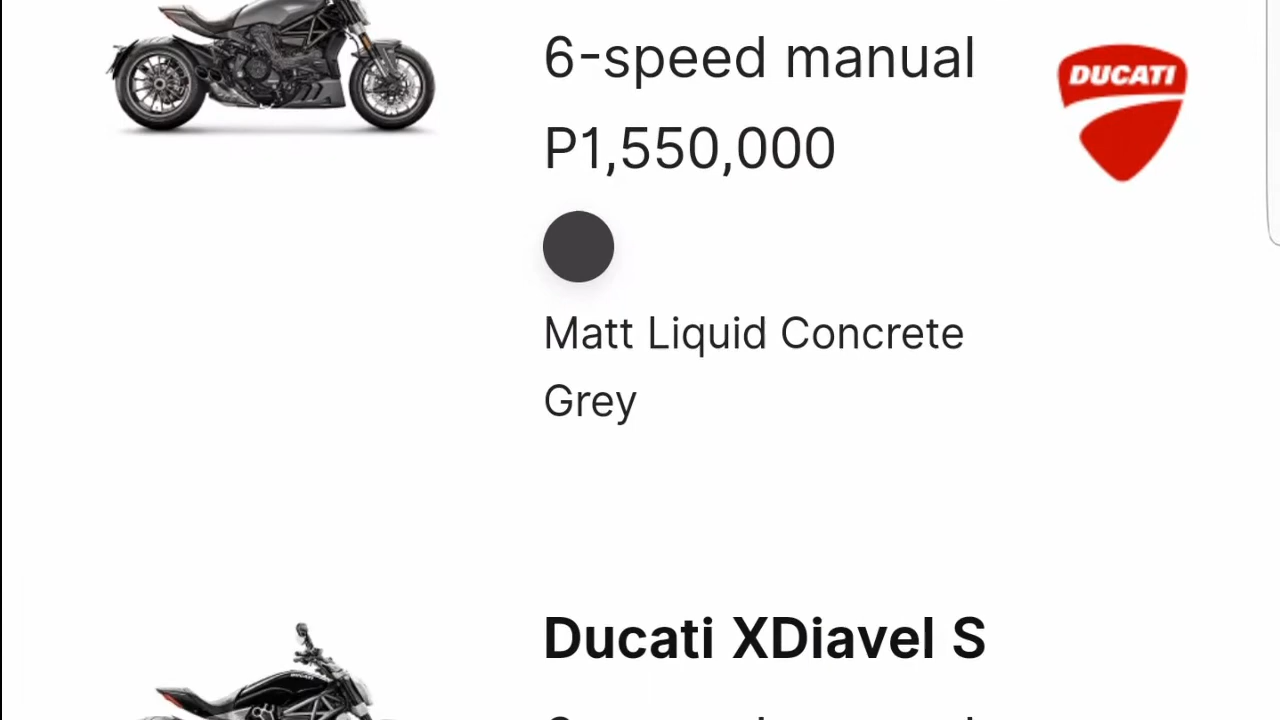 6-speed manual
DUCATI
P1,550,000
Matt Liquid Concrete
Grey
Ducati XDiavel S